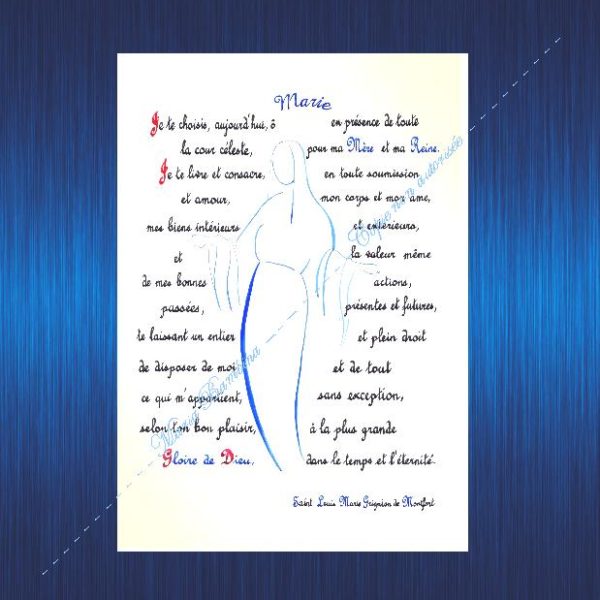 Marie
Je te choisis, aujourd'hui, ô en présence de toute
la cour céleste, pour ma Mère et ma Reine.
Je te livre et consacre, en toute soumission
et amour, mon corps et mon âme,
mes biens intérieurs et extérieurs,
et la valeur même
de mes bonnes actions,
passées, présentes et futures,
te laissant un entier et plein droit
de disposer de moi et de tout
ce qui m'appartient, sans exception,
selon ton bon plaisir, à la plus grande
Gloire de Dieu, dans le temps et l'éternité.
Saint Louis Marie Grignion de Montfort
Copie non autorisée